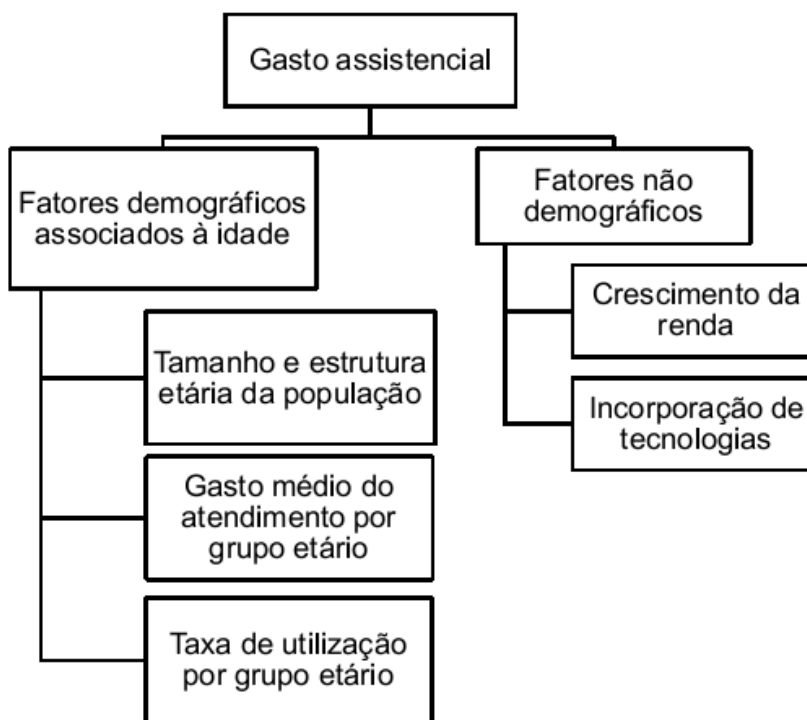 Gasto assistencial
Fatores demográficos
associados à idade
Tamanho e estrutura
etária da população
Gasto médio do
atendimento por
grupo etário
Taxa de utilização
por grupo etário
Fatores não
demográficos
Crescimento da
renda
Incorporação de
tecnologias